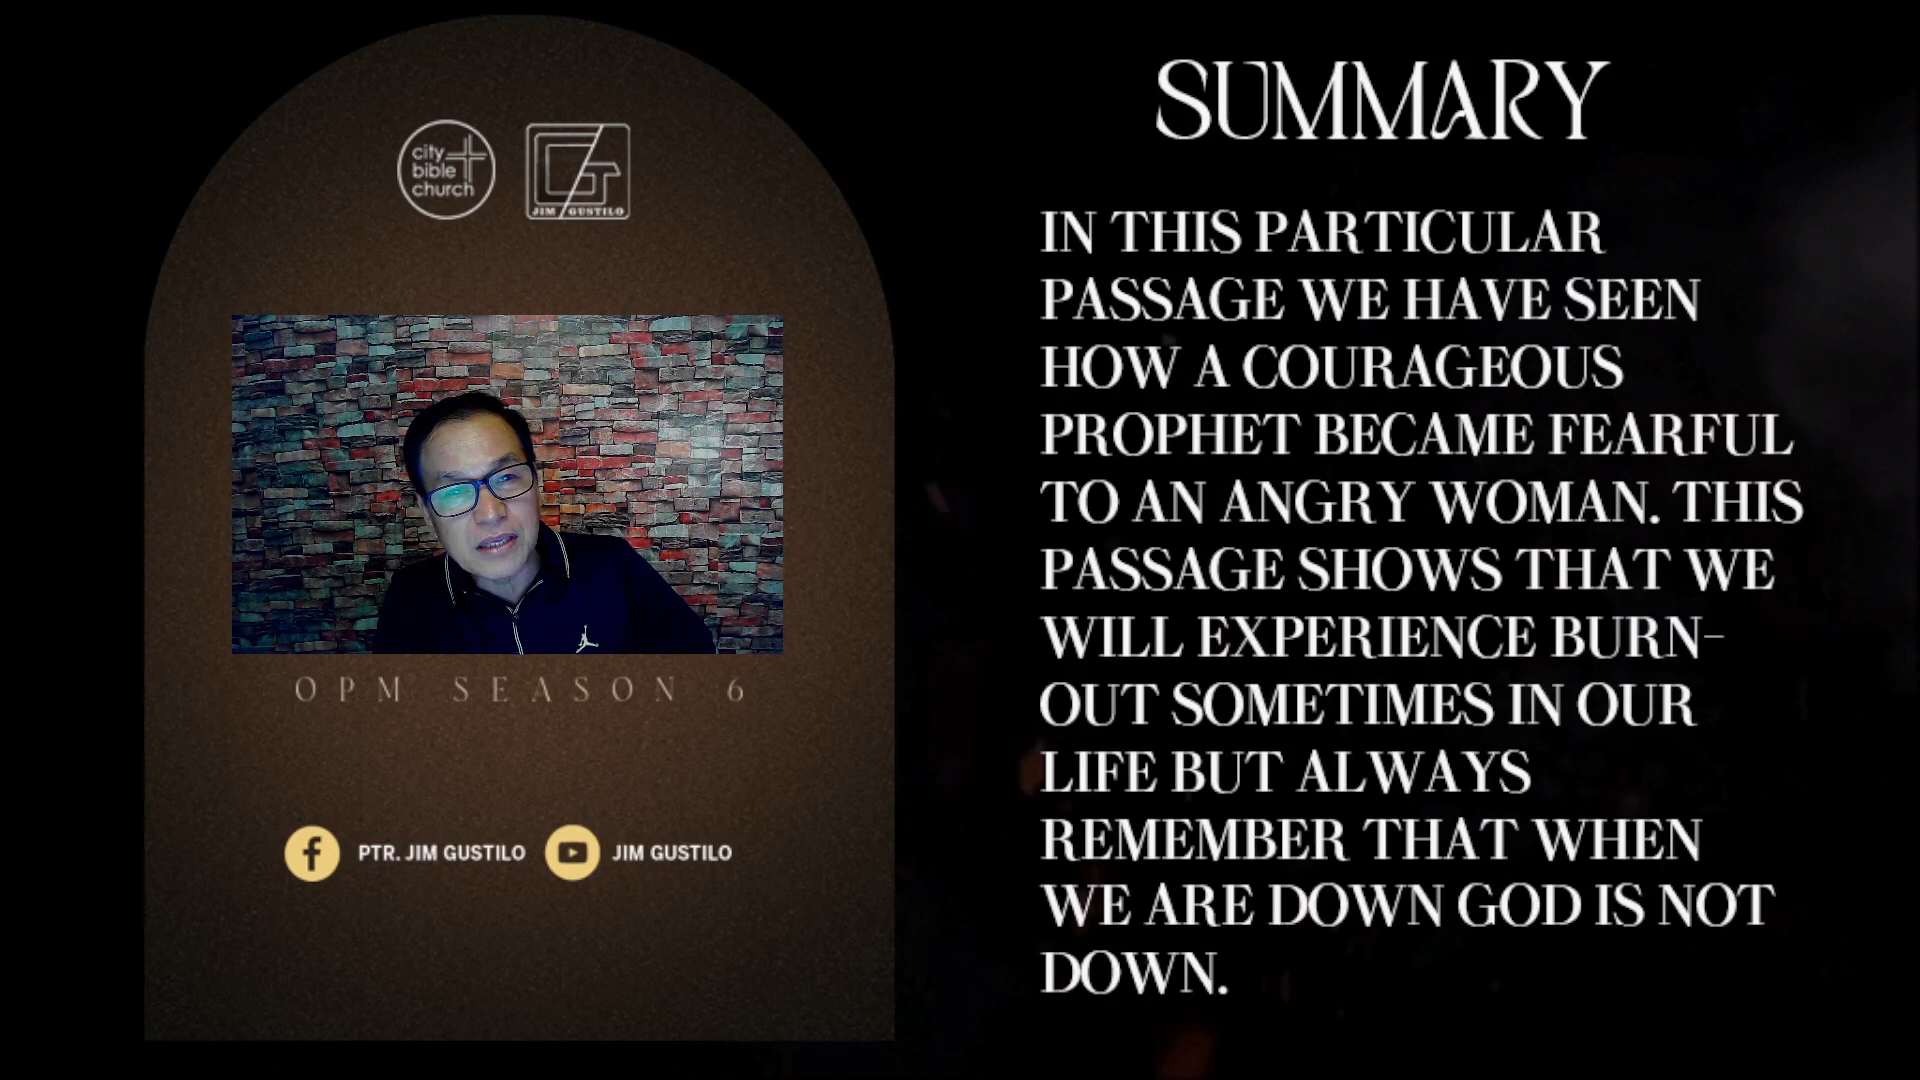 city
bible
church
JIM GUSTILO
OPM SEASON 6
PTR. JIM GUSTILO
JIM GUSTILO
SUMMARY
IN THIS PARTICULAR
PASSAGE WE HAVE SEEN
HOW A COURAGEOUS
PROPHET BECAME FEARFUL
TO AN ANGRY WOMAN. THIS
PASSAGE SHOWS THAT WE
WILL EXPERIENCE BURN-
OUT SOMETIMES IN OUR
LIFE BUT ALWAYS
REMEMBER THAT WHEN
WE ARE DOWN GOD IS NOT
DOWN.